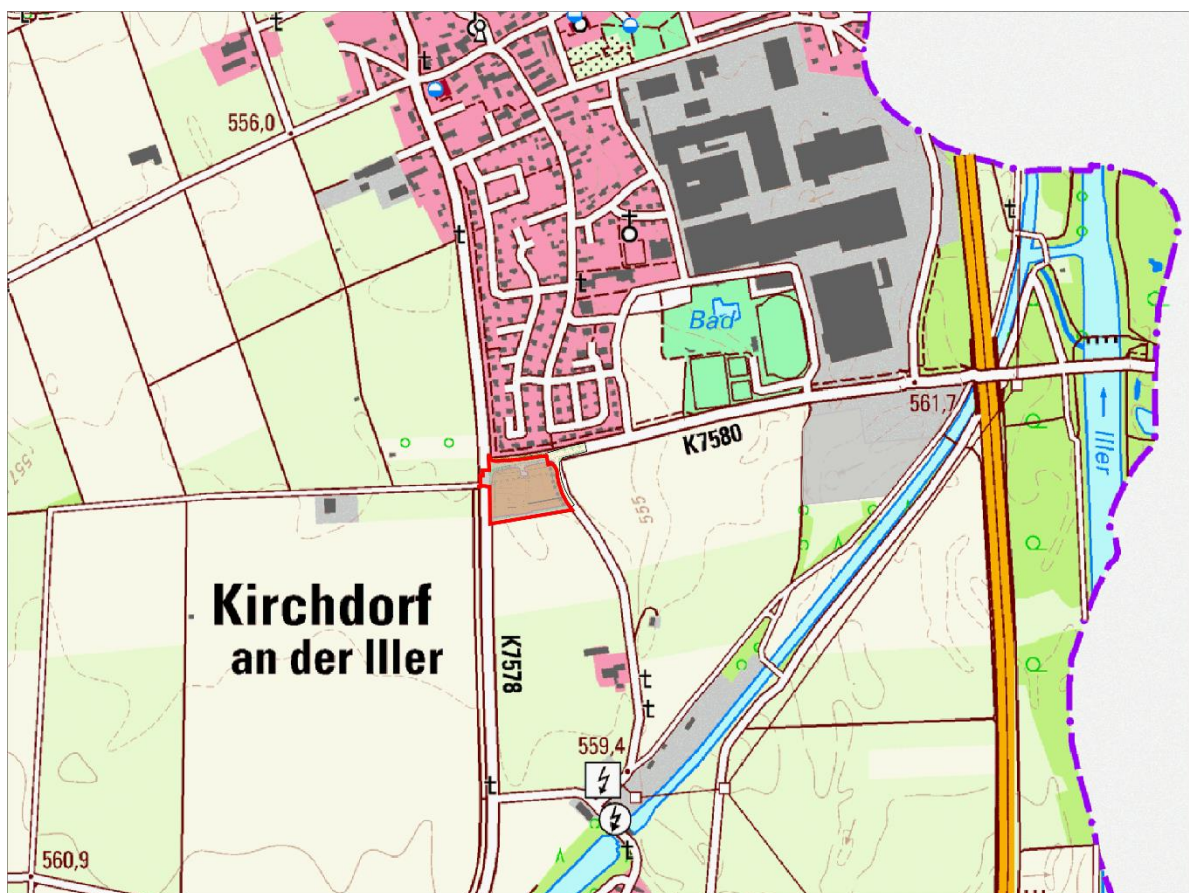 556,0
Bad
561,7
K7580
Iller
557
555
Kirchdorf
an der Iller
K7578
559,4
560,9